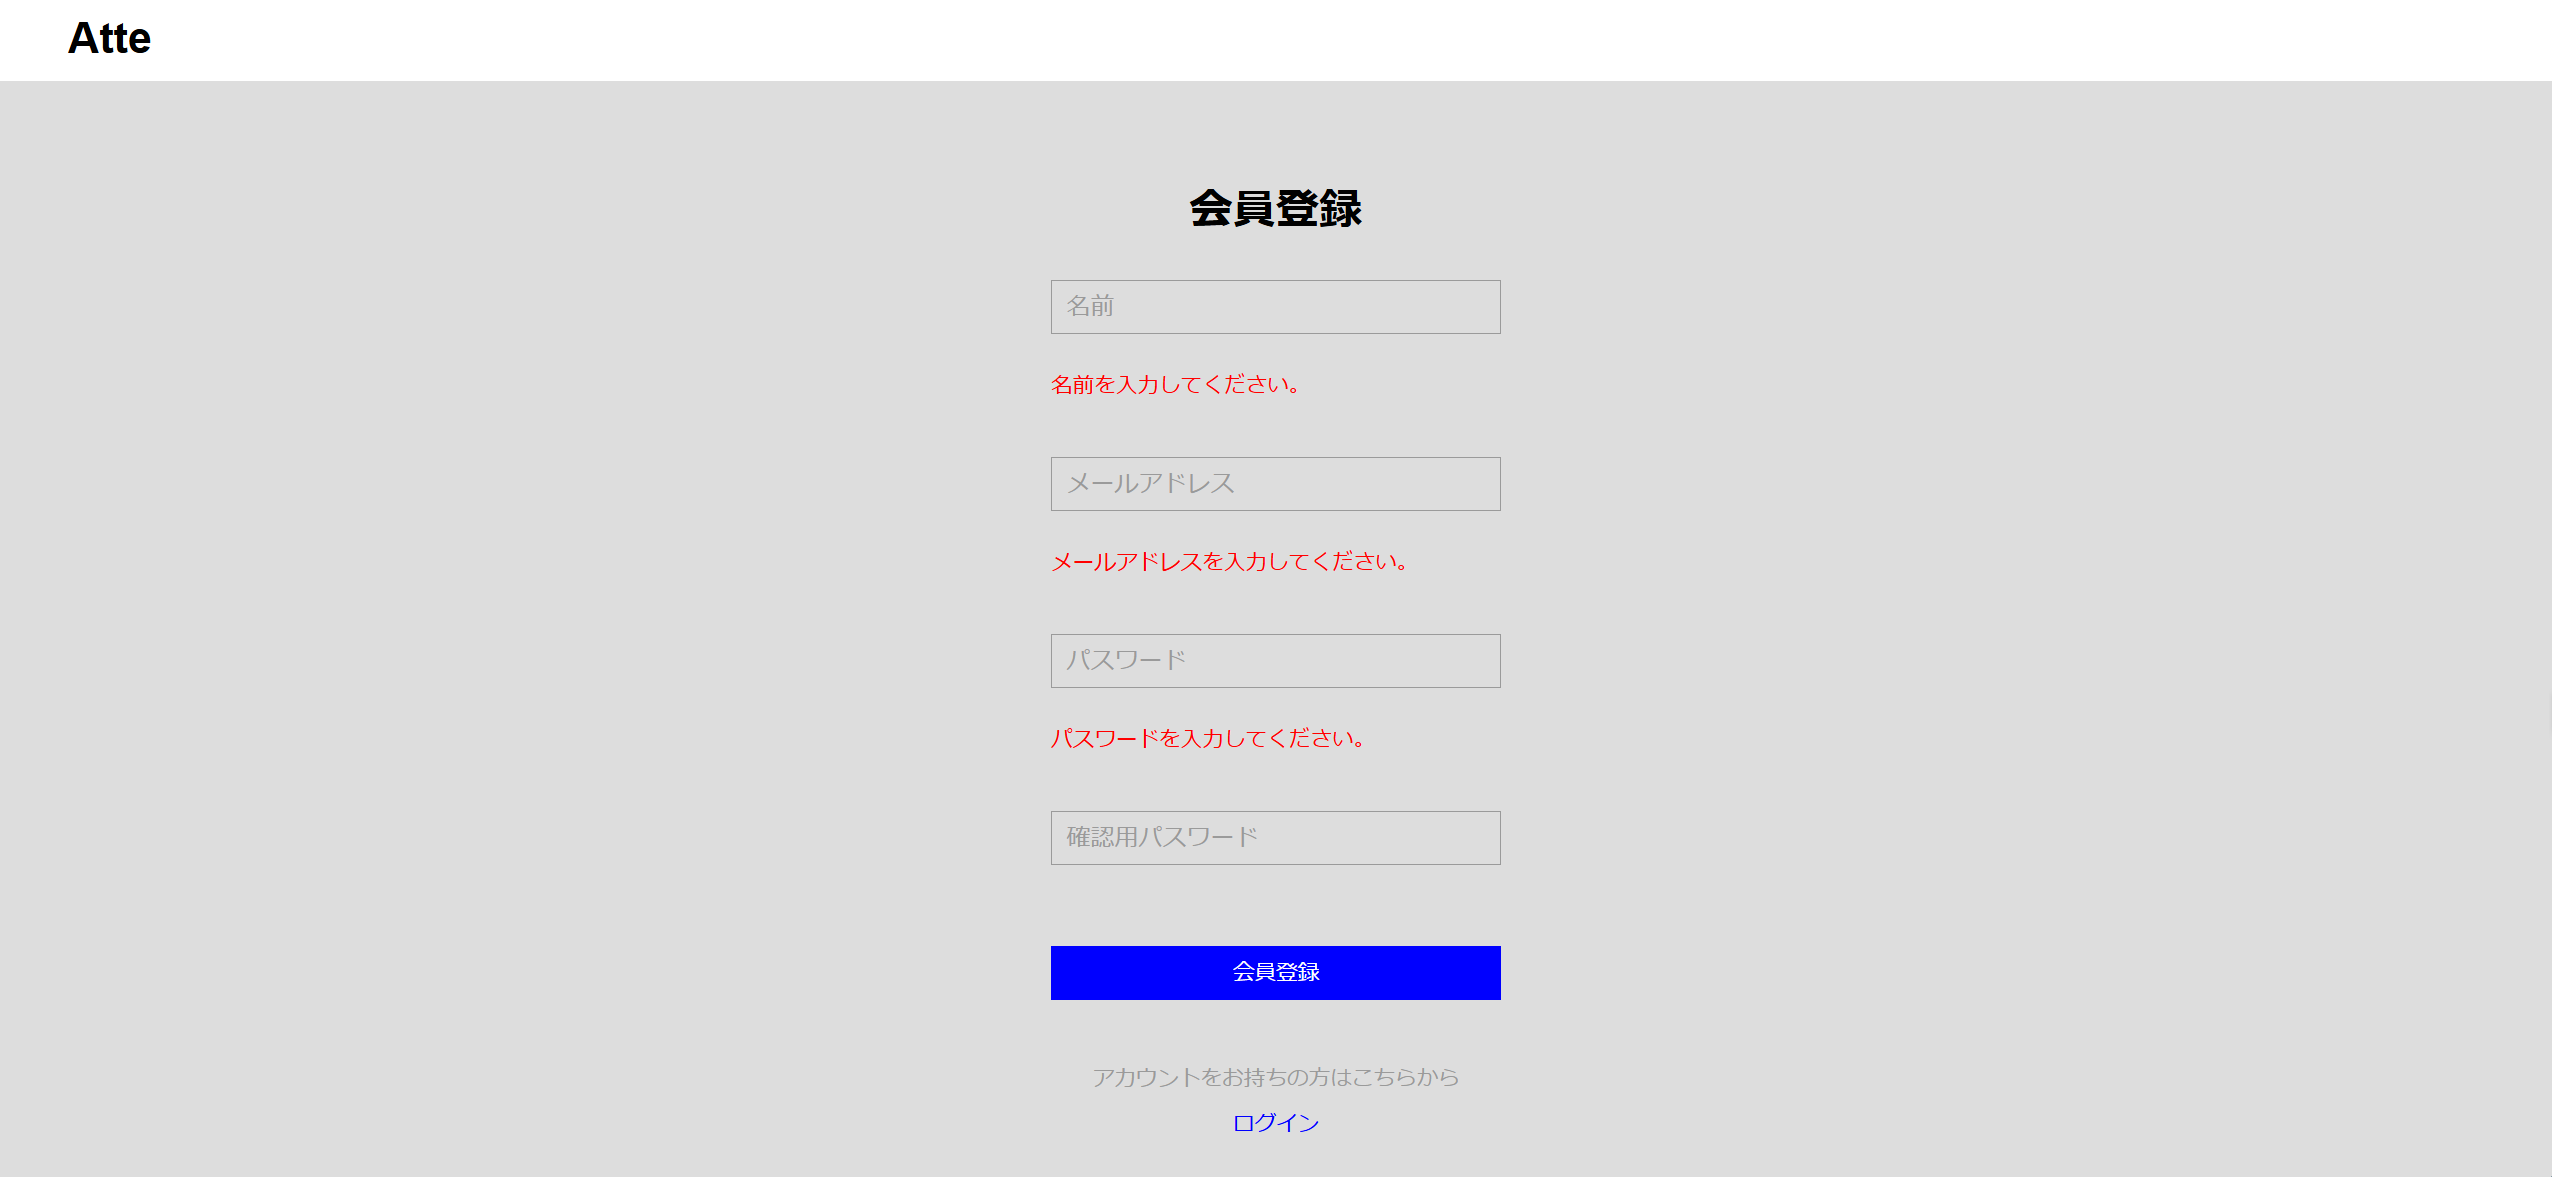 Atte
会員登録
名前
名前を入力してください。
メールアドレス
メールアドレスを入力してください。
パスワード
パスワードを入力してください。
確認用パスワード
会員登録
アカウントをお持ちの方はこちらから
ログイン